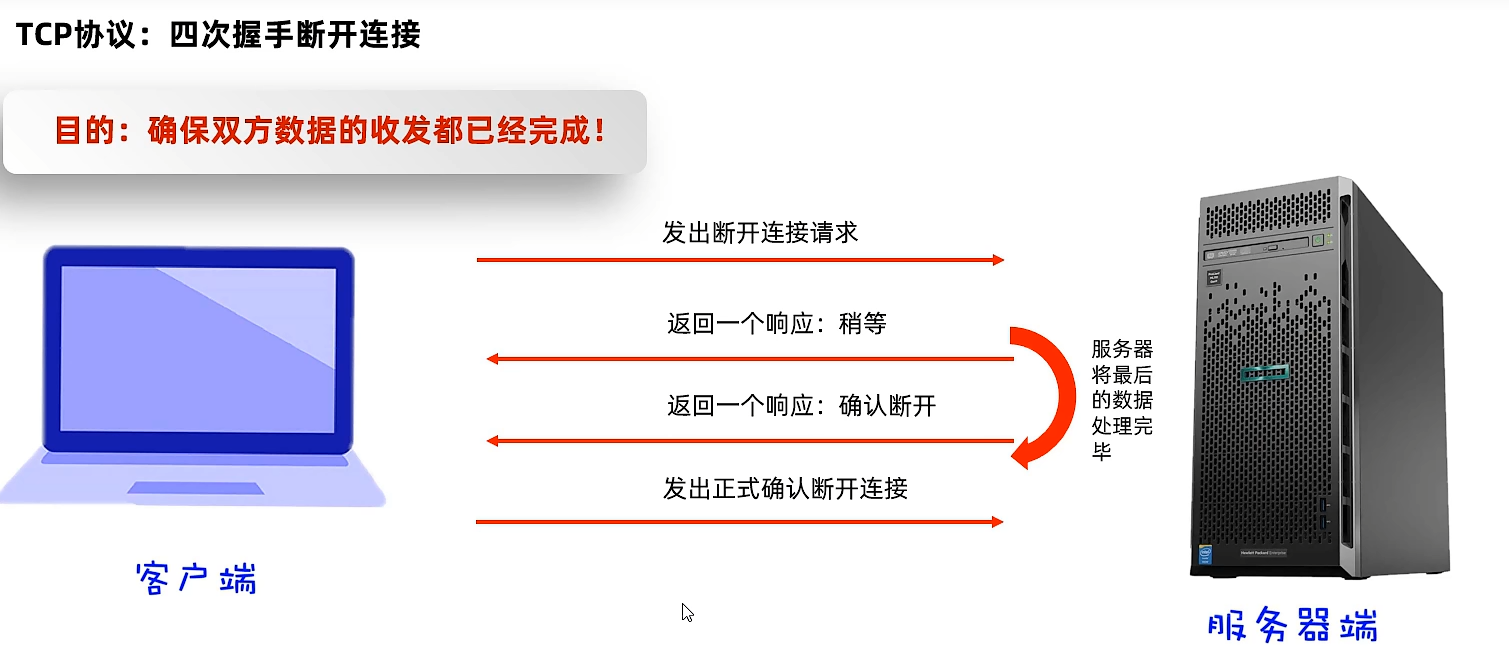 TCP协议：四次握手断开连接
目的：确保双方数据的收发都已经完成！
发出断开连接请求
返回一个响应：稍等
服务器
将最后
的数据
处理完
毕
返回一个响应：确认断开
发出正式确认断开连接
客户端
服务器端
Hewlett Packard Enterprise